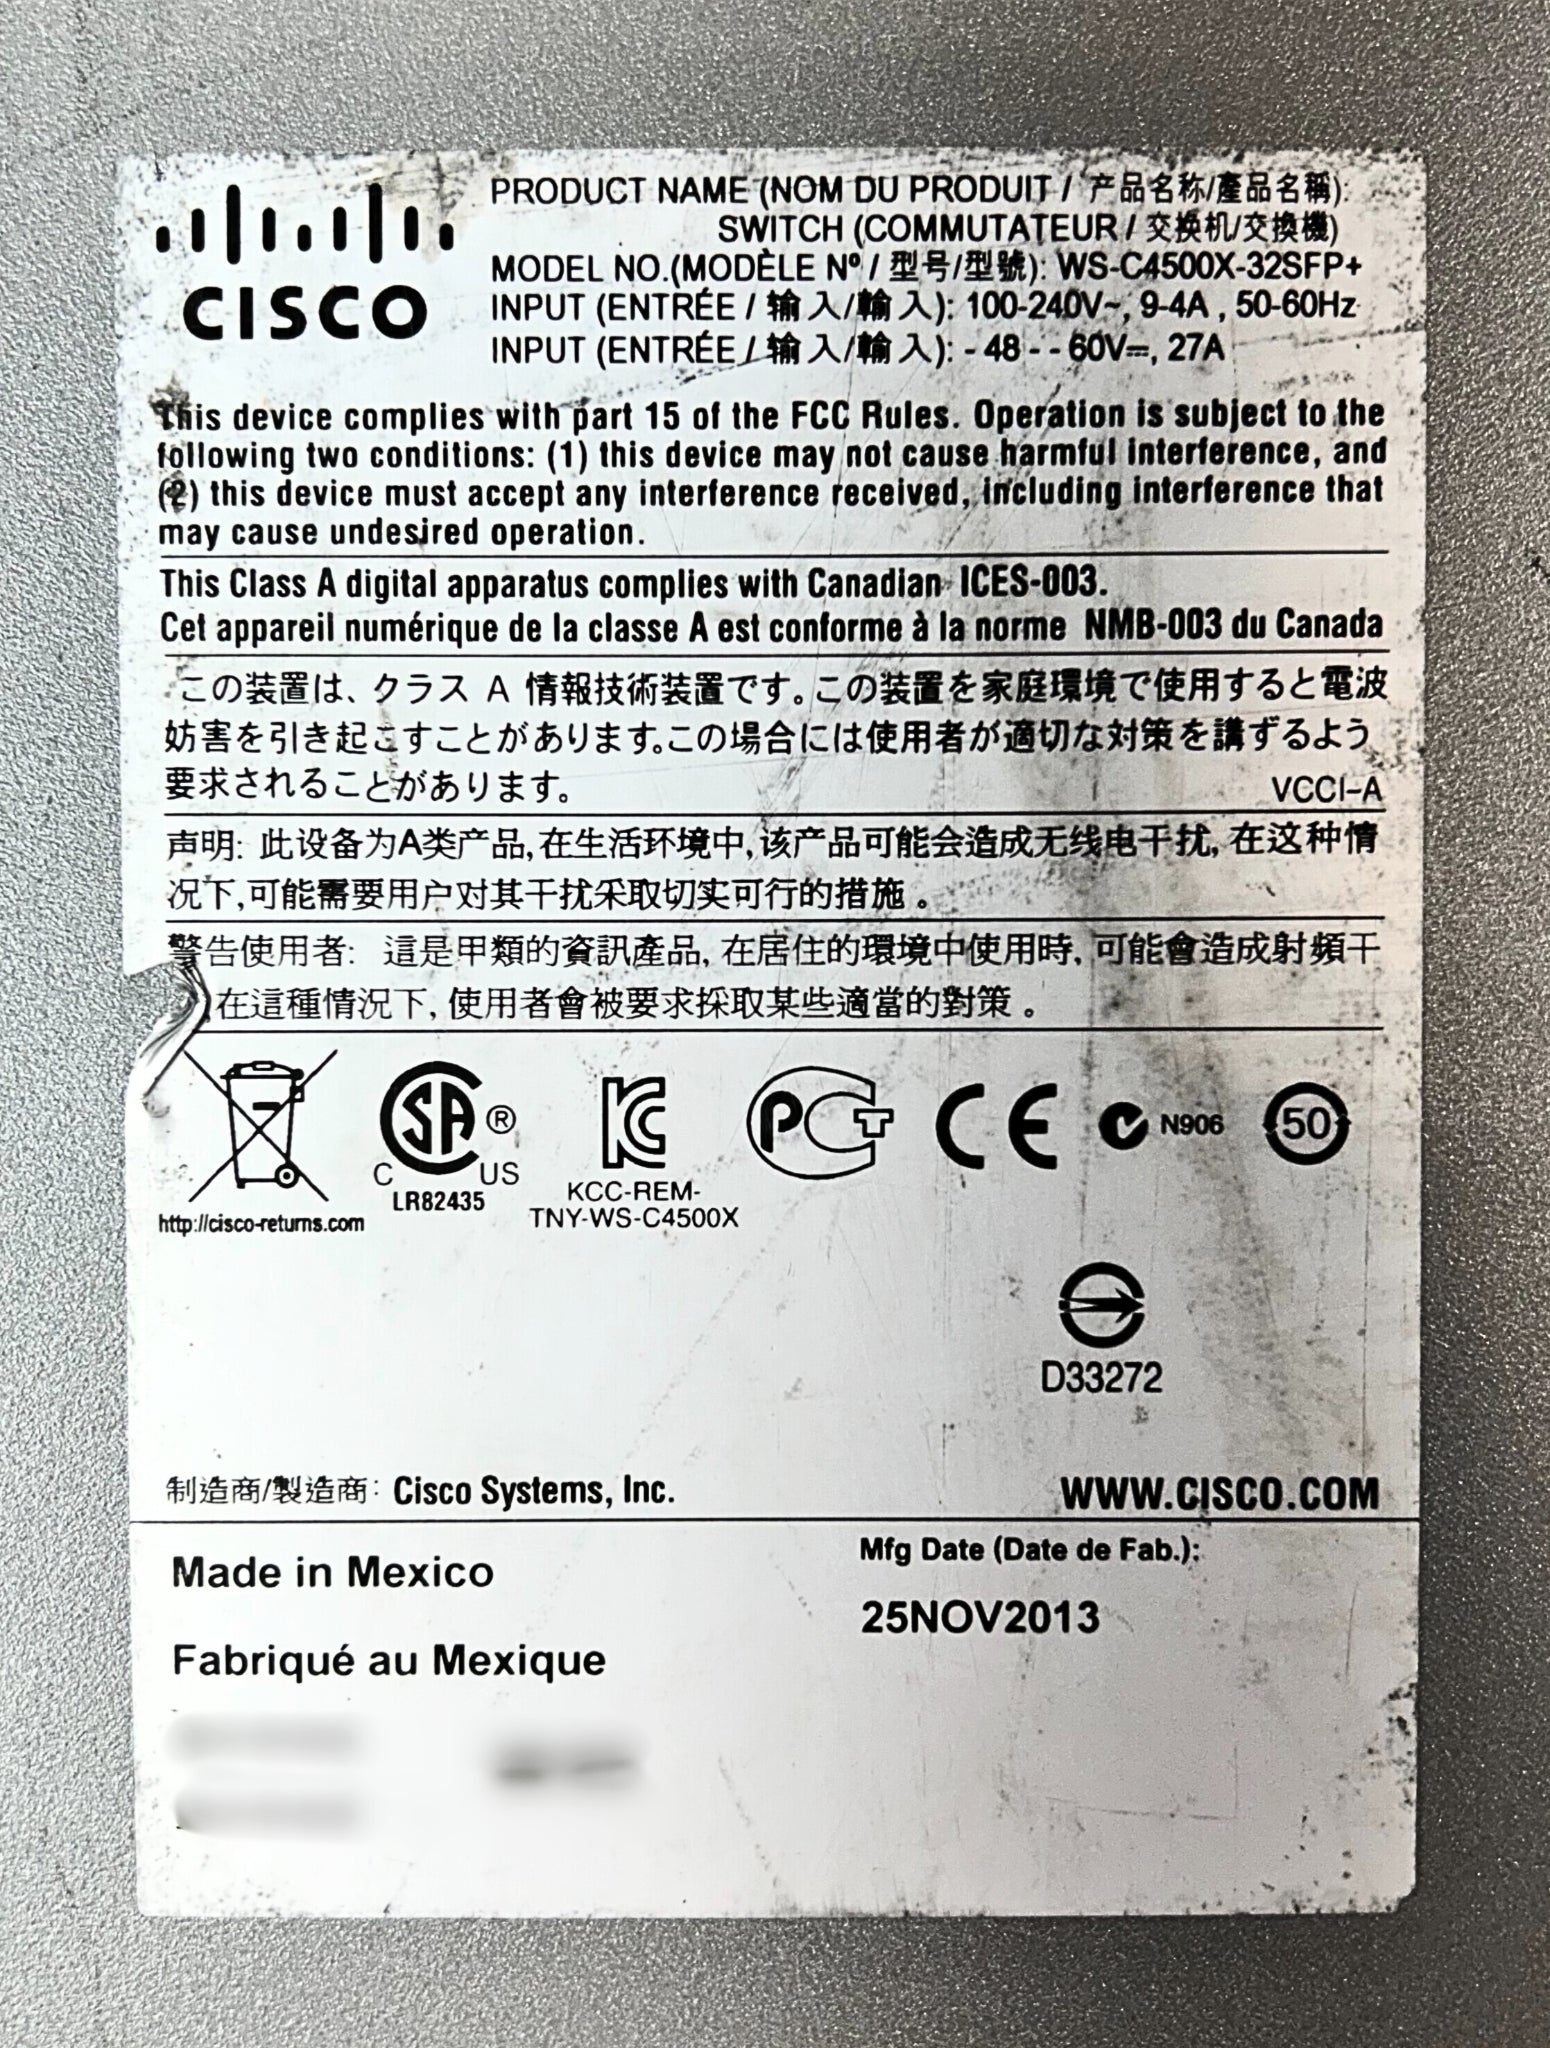 CISCO
PRODUCT NAME (NOM DU PRODUIT / 产品名称/產品名稱):
SWITCH (COMMUTATEUR / 交换机/交換機)
MODEL NO.(MODÈLE Nº / 型号/型號): WS-C4500X-32SFP+
INPUT (ENTRÉE / 输入/輸入): 100-240V~, 9-4A , 50-60Hz
INPUT (ENTRÉE / 输入/輸入): - 48 - - 60V⎓, 27A
This device complies with part 15 of the FCC Rules. Operation is subject to the
following two conditions: (1) this device may not cause harmful interference, and
(2) this device must accept any interference received, including interference that
may cause undesired operation.
This Class A digital apparatus complies with Canadian ICES-003.
Cet appareil numérique de la classe A est conforme à la norme NMB-003 du Canada
この装置は、クラス A 情報技術装置です。この装置を家庭環境で使用すると電波
妨害を引き起こすことがあります。この場合には使用者が適切な対策を講ずるよう
要求されることがあります。 VCCI-A
声明: 此设备为A类产品,在生活环境中,该产品可能会造成无线电干扰, 在这种情
况下,可能需要用户对其干扰采取切实可行的措施。
警告使用者: 這是甲類的資訊產品, 在居住的環境中使用時, 可能會造成射頻干
在這種情況下, 使用者會被要求採取某些適當的對策。
http://cisco-returns.com
SA ®
C US
LR82435
KC
KCC-REM-
TNY-WS-C4500X
PCT
CE
N906
50
D33272
制造商/製造商: Cisco Systems, Inc.
WWW.CISCO.COM
Made in Mexico
Fabriqué au Mexique
Mfg Date (Date de Fab.):
25NOV2013